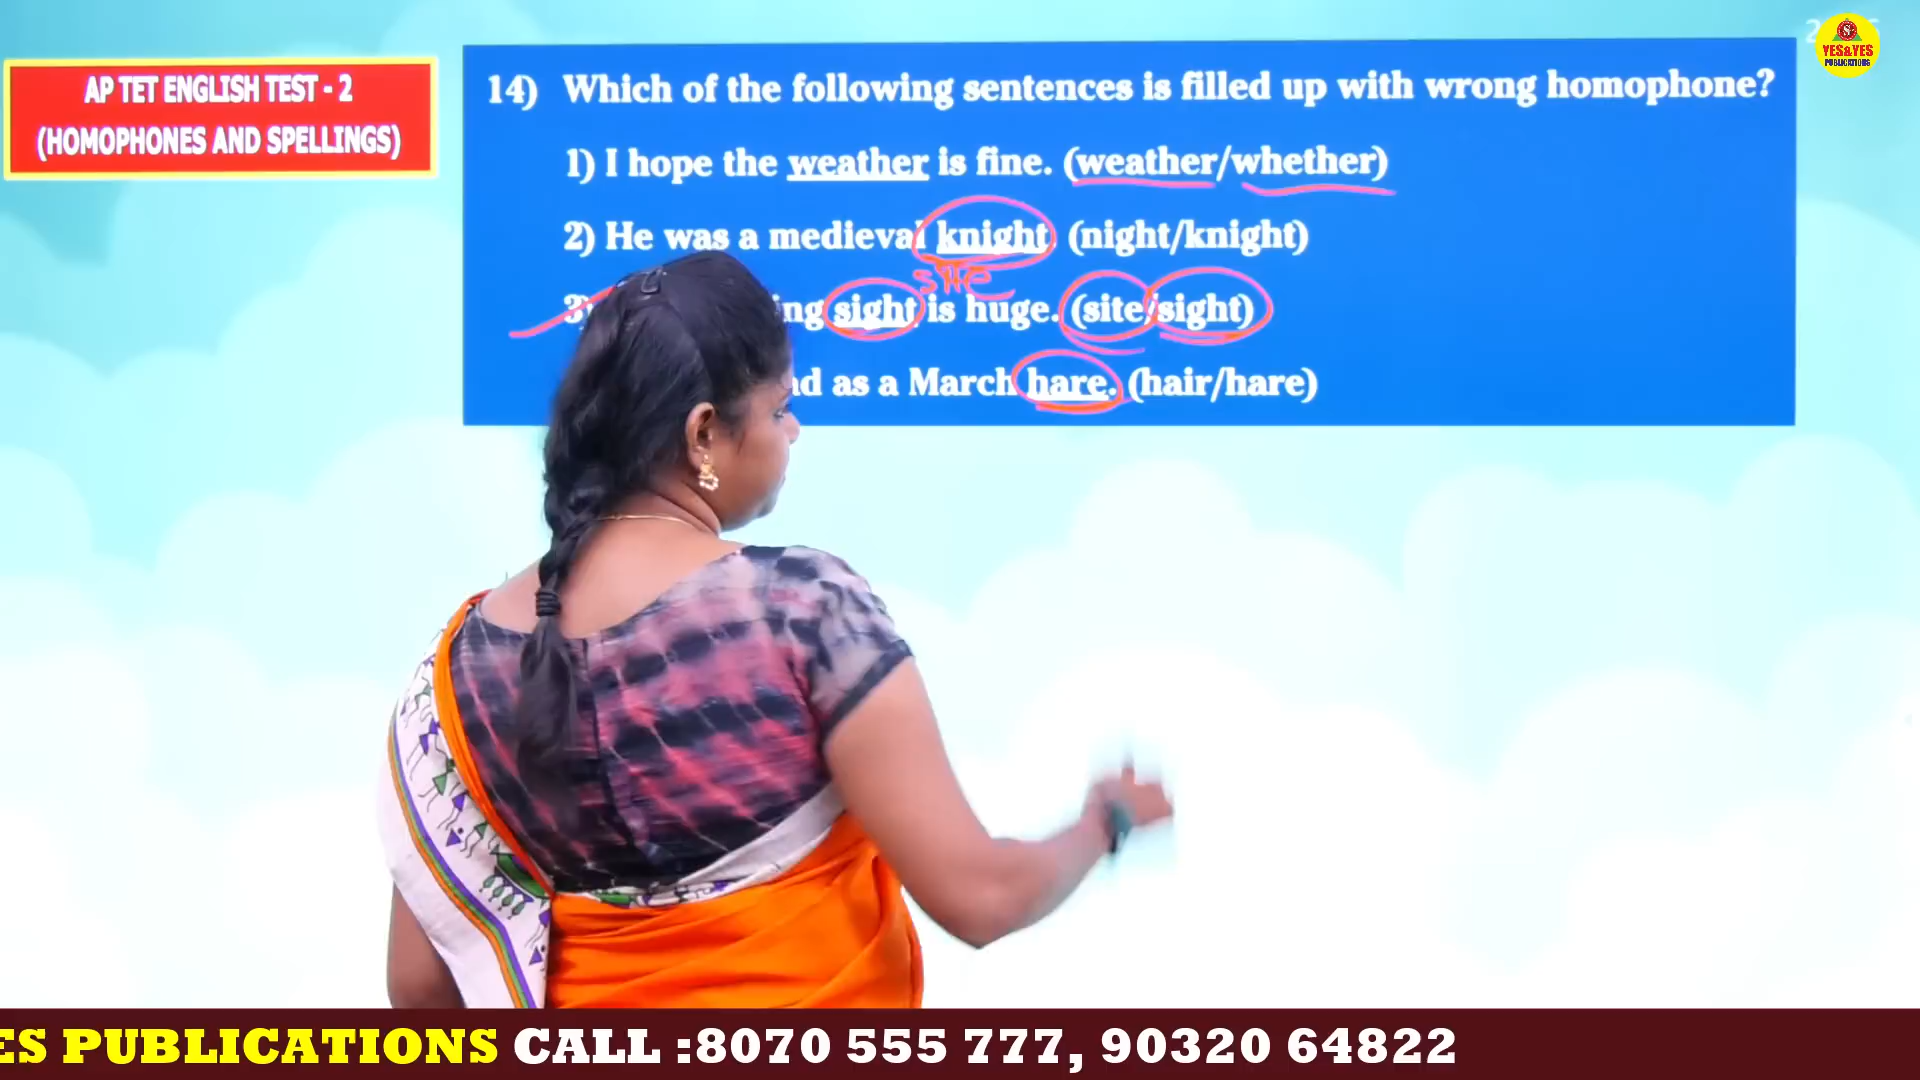 AP TET ENGLISH TEST - 2
(HOMOPHONES AND SPELLINGS)
YES&YES
PUBLICATIONS
14) Which of the following sentences is filled up with wrong homophone?
1) I hope the weather is fine. (weather/whether)
2) He was a medieval knight (night/knight)
site
3) ing sight is huge. (site/sight)
as a March hare. (hair/hare)
ES PUBLICATIONS CALL :8070 555 777, 90320 64822